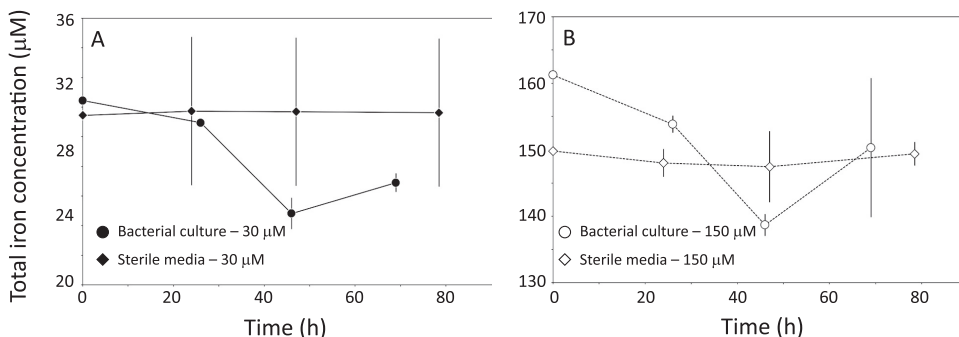 Total iron concentration (μM)
36
32
28
24
20
A
Bacterial culture – 30 μM
Sterile media – 30 μM
0
20
40
60
80
Time (h)
170
160
150
140
130
B
Bacterial culture – 150 μM
Sterile media – 150 μM
0
20
40
60
80
Time (h)